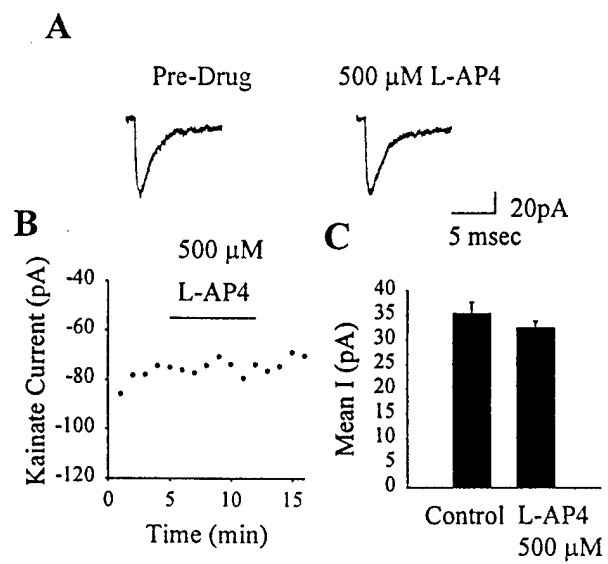 A
Pre-Drug
500 µM L-AP4
20pA
5 msec
B
500 µM
L-AP4
Kainate Current (pA)
-40
-60
-80
-100
-120
0 5 10 15
Time (min)
C
Mean I (pA)
40
35
30
25
20
15
10
5
0
Control L-AP4
500 µM